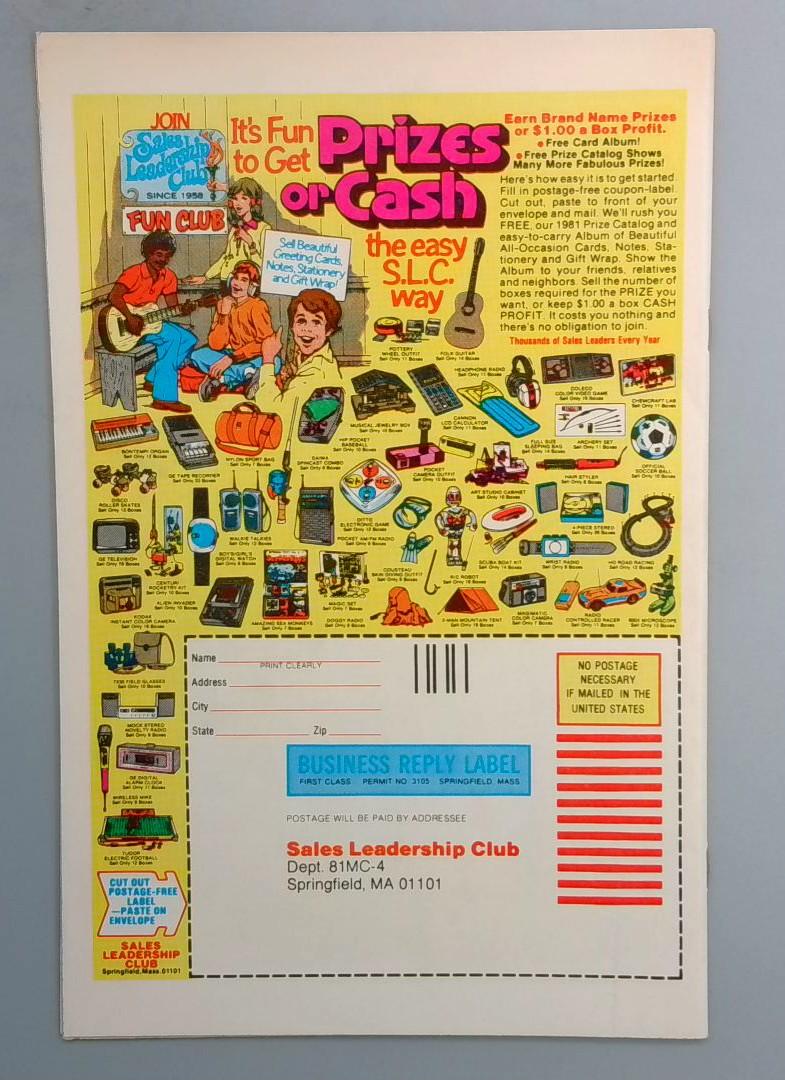 JOIN
Sales
Leadership
Club
SINCE 1958
FUN CLUB
It's Fun
to Get
Prizes
or Cash
the easy
S.L.C.
way
Sell Beautiful
Greeting Cards,
Notes, Stationery
and Gift Wrap!
Earn Brand Name Prizes
or $1.00 a Box Profit.
• Free Card Album!
• Free Prize Catalog Shows
Many More Fabulous Prizes!
Here's how easy it is to get started.
Fill in postage-free coupon-label.
Cut out, paste to front of your
envelope and mail. We'll rush you
FREE, our 1981 Prize Catalog and
easy-to-carry Album of Beautiful
All-Occasion Cards, Notes, Sta-
tionery and Gift Wrap. Show the
Album to your friends, relatives
and neighbors. Sell the number of
boxes required for the PRIZE you
want, or keep $1.00 a box CASH
PROFIT. It costs you nothing and
there's no obligation to join.
Thousands of Sales Leaders Every Year
POTTERY
WHEEL OUTFIT
FOLK GUITAR
HEADPHONE RADIO
COLECO
COLOR VIDEO GAME
CHEMCRAFT LAB
MUSICAL JEWELRY BOX
CANNON
LCD CALCULATOR
FULL SIZE
SLEEPING BAG
ARCHERY SET
OFFICIAL
SOCCER BALL
BONTEMPI ORGAN
GE TAPE RECORDER
NYLON SPORT BAG
HIP POCKET
BASEBALL
DAIWA
SPINCAST COMBO
POCKET
CAMERA OUTFIT
ART STUDIO CABINET
HAIR STYLER
DISCO
ROLLER SKATES
WALKIE TALKIES
DITTO
ELECTRONIC GAME
POCKET AM/FM RADIO
4-PIECE STEREO
GE TELEVISION
CENTURI
ROCKETRY KIT
BOY'S/GIRL'S
DIGITAL WATCH
COUSTEAU
SKIN DIVING OUTFIT
R/C ROBOT
SCUBA BOAT KIT
WRIST RADIO
HO ROAD RACING
KODAK
INSTANT COLOR CAMERA
ALIEN INVADER
AMAZING SEA MONKEYS
MAGIC SET
DOGGY RADIO
2-MAN MOUNTAIN TENT
MAGIMATIC
COLOR CAMERA
RADIO
CONTROLLED RACER
MICROSCOPE
7X35 FIELD GLASSES
MOCK STEREO
NOVELTY RADIO
GE DIGITAL
ALARM CLOCK
WIRELESS MIKE
TUDOR
ELECTRIC FOOTBALL
CUT OUT
POSTAGE-FREE
LABEL
—PASTE ON
ENVELOPE
SALES
LEADERSHIP
CLUB
Springfield, Mass. 01101
Name
PRINT CLEARLY
Address
City
State Zip
NO POSTAGE
NECESSARY
IF MAILED IN THE
UNITED STATES
BUSINESS REPLY LABEL
FIRST CLASS PERMIT NO 3105 SPRINGFIELD, MASS
POSTAGE WILL BE PAID BY ADDRESSEE
Sales Leadership Club
Dept. 81MC-4
Springfield, MA 01101